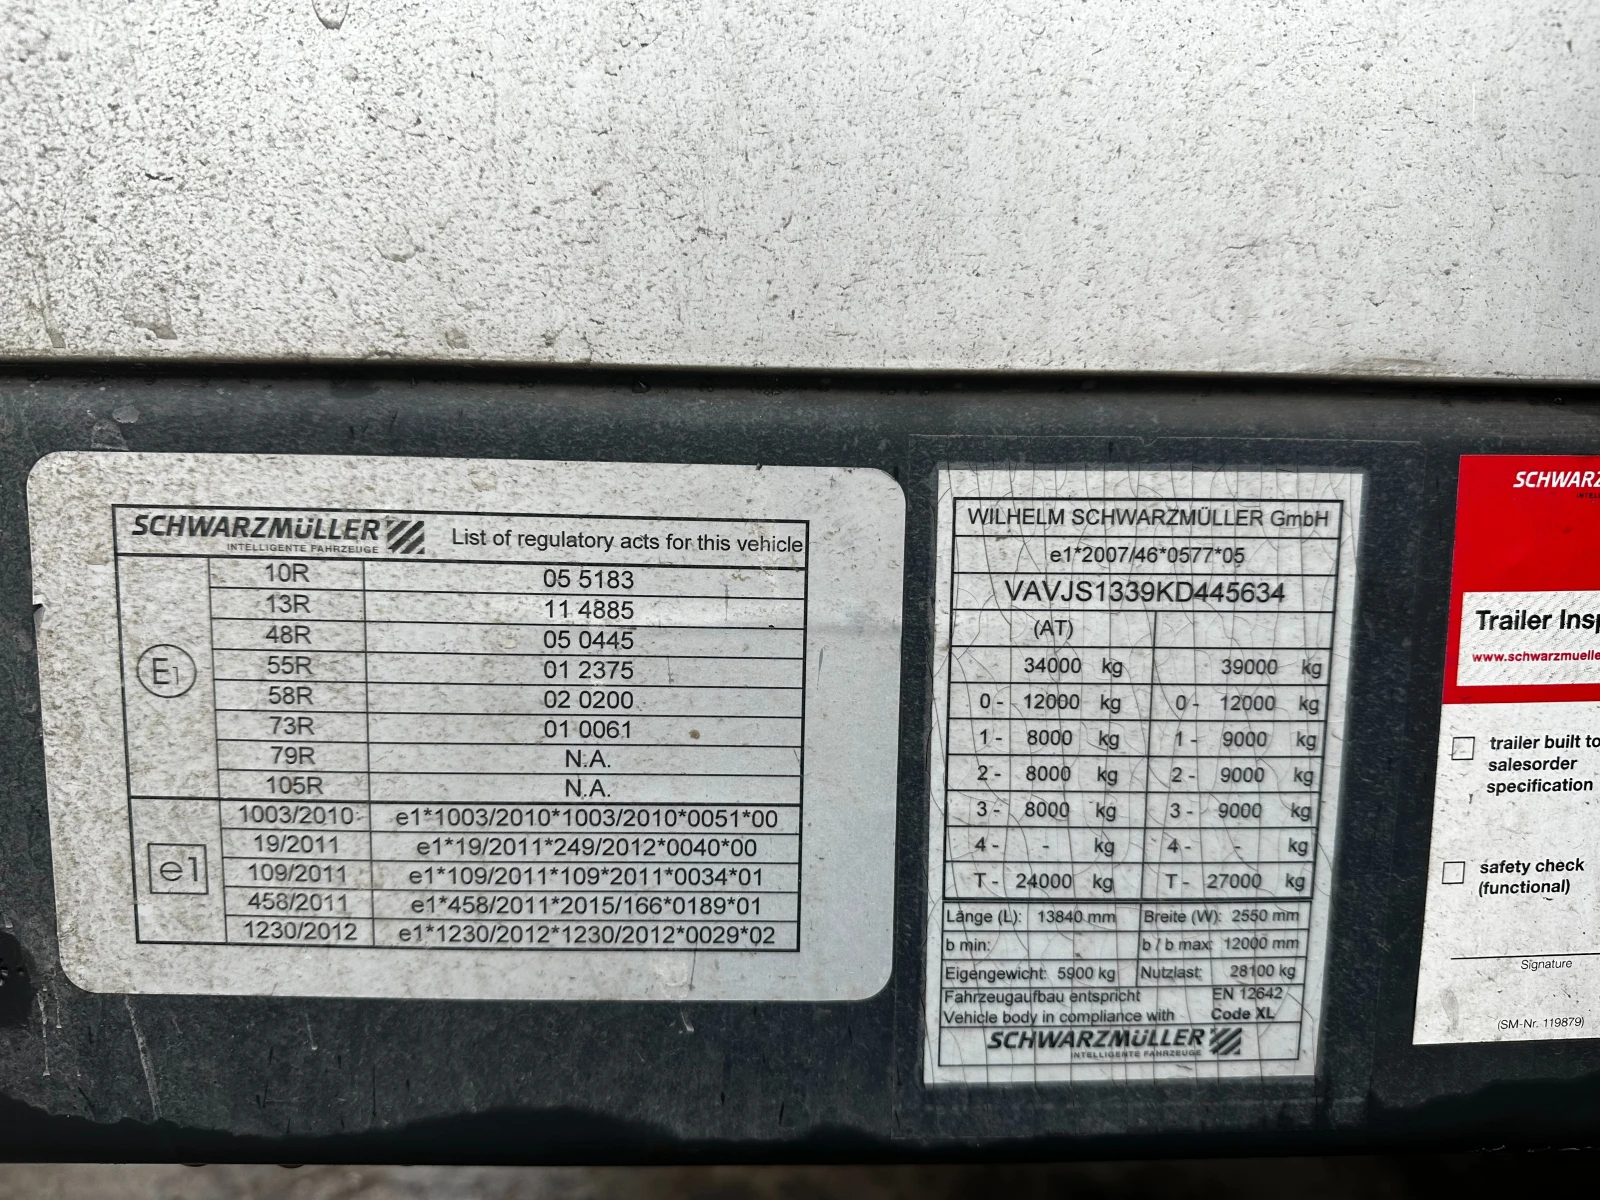 SCHWARZMÜLLER
INTELLIGENTE FAHRZEUGE
List of regulatory acts for this vehicle
E1
10R 05 5183
13R 11 4885
48R 05 0445
55R 01 2375
58R 02 0200
73R 01 0061
79R N.A.
105R N.A.
e1
1003/2010 e1*1003/2010*1003/2010*0051*00
19/2011 e1*19/2011*249/2012*0040*00
109/2011 e1*109/2011*109*2011*0034*01
458/2011 e1*458/2011*2015/166*0189*01
1230/2012 e1*1230/2012*1230/2012*0029*02
WILHELM SCHWARZMÜLLER GmbH
e1*2007/46*0577*05
VAVJS1339KD445634
(AT)
34000 kg 39000 kg
0 - 12000 kg 0 - 12000 kg
1 - 8000 kg 1 - 9000 kg
2 - 8000 kg 2 - 9000 kg
3 - 8000 kg 3 - 9000 kg
4 - - kg 4 - - kg
T - 24000 kg T - 27000 kg
Länge (L): 13840 mm Breite (W): 2550 mm
b min: b / b max: 12000 mm
Eigengewicht: 5900 kg Nutzlast: 28100 kg
Fahrzeugaufbau entspricht EN 12642
Vehicle body in compliance with Code XL
SCHWARZMÜLLER
INTELLIGENTE FAHRZEUGE
SCHWARZ
INTELL
Trailer Insp
www.schwarzmuelle
trailer built to
salesorder
specification
safety check
(functional)
Signature
(SM-Nr. 119879)